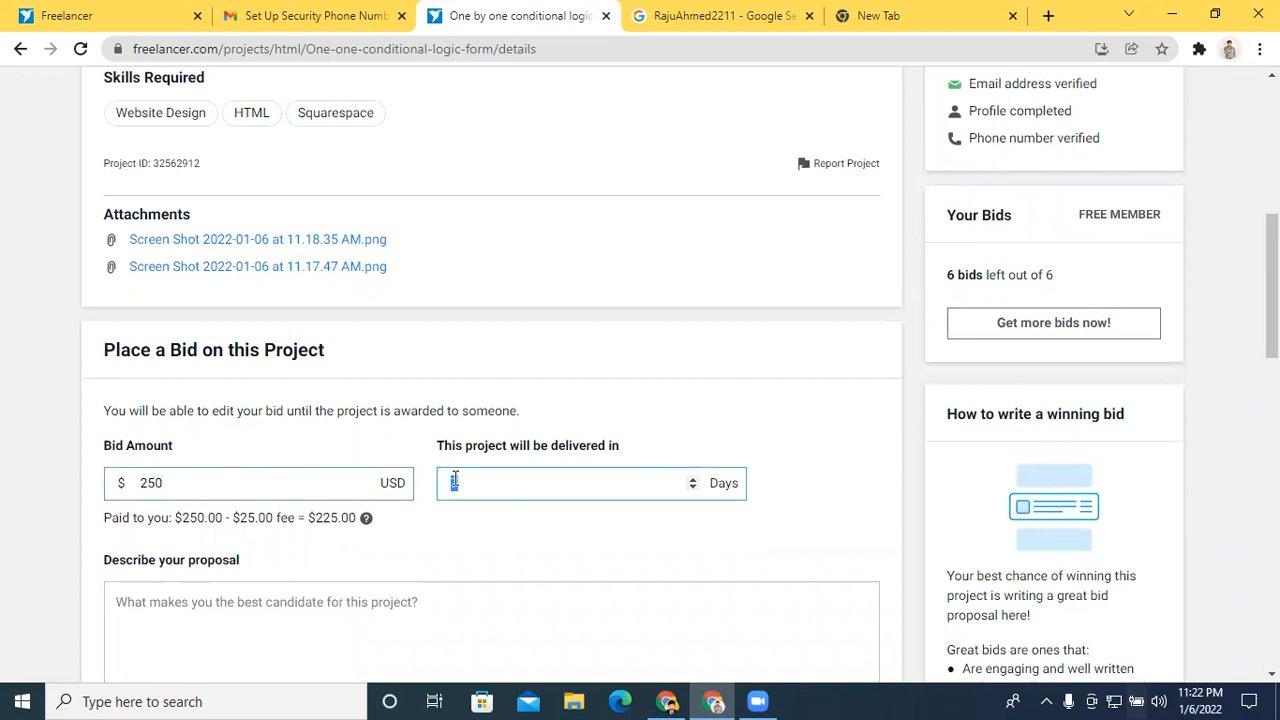 Freelancer
Set Up Security Phone Numb
One by one conditional logic
RajuAhmed2211 - Google Se
New Tab
freelancer.com/projects/html/One-one-conditional-logic-form/details
Skills Required
Website Design
HTML
Squarespace
Project ID: 32562912
Report Project
Attachments
Screen Shot 2022-01-06 at 11.18.35 AM.png
Screen Shot 2022-01-06 at 11.17.47 AM.png
Place a Bid on this Project
You will be able to edit your bid until the project is awarded to someone.
Bid Amount
This project will be delivered in
$ 250 USD
Days
Paid to you: $250.00 - $25.00 fee = $225.00
Describe your proposal
What makes you the best candidate for this project?
Email address verified
Profile completed
Phone number verified
Your Bids
FREE MEMBER
6 bids left out of 6
Get more bids now!
How to write a winning bid
Your best chance of winning this
project is writing a great bid
proposal here!
Great bids are ones that:
● Are engaging and well written
Type here to search
11:22 PM
1/6/2022